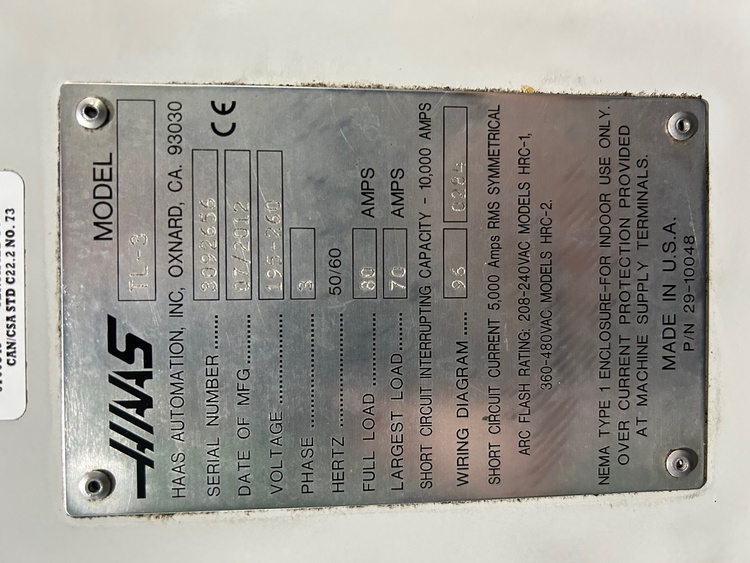 CAN/CSA STD C22.2 NO. 73
HAAS MODEL TL-3
HAAS AUTOMATION, INC, OXNARD, CA. 93030
SERIAL NUMBER ....... 3092656 CE
DATE OF MFG. ....... 07/2012
VOLTAGE ............ 195-260
PHASE .............. 3
HERTZ .............. 50/60
FULL LOAD .......... 80 AMPS
LARGEST LOAD........ 70 AMPS
SHORT CIRCUIT INTERRUPTING CAPACITY - 10,000 AMPS
WIRING DIAGRAM ..... 96
SHORT CIRCUIT CURRENT 5,000 Amps RMS SYMMETRICAL
ARC FLASH RATING: 208-240VAC MODELS HRC-1,
360-480VAC MODELS HRC-2.
NEMA TYPE 1 ENCLOSURE-FOR INDOOR USE ONLY.
OVER CURRENT PROTECTION PROVIDED
AT MACHINE SUPPLY TERMINALS.
MADE IN U.S.A.
P/N 29-10048